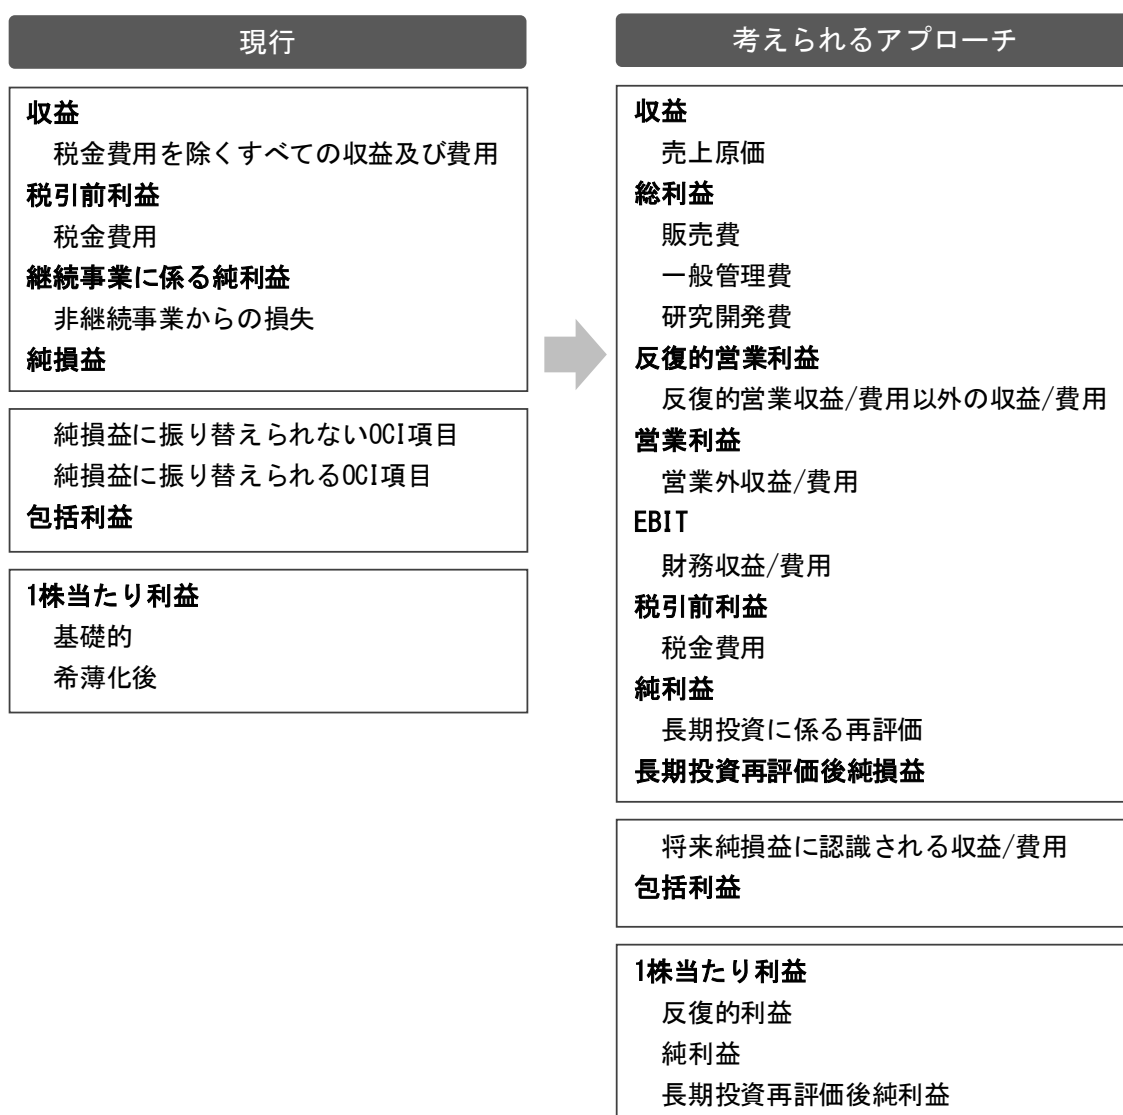 現行
収益
税金費用を除くすべての収益及び費用
税引前利益
税金費用
継続事業に係る純利益
非継続事業からの損失
純損益
純損益に振り替えられないOCI項目
純損益に振り替えられるOCI項目
包括利益
1株当たり利益
基礎的
希薄化後
考えられるアプローチ
収益
売上原価
総利益
販売費
一般管理費
研究開発費
反復的営業利益
反復的営業収益/費用以外の収益/費用
営業利益
営業外収益/費用
EBIT
財務収益/費用
税引前利益
税金費用
純利益
長期投資に係る再評価
長期投資再評価後純損益
将来純損益に認識される収益/費用
包括利益
1株当たり利益
反復的利益
純利益
長期投資再評価後純利益